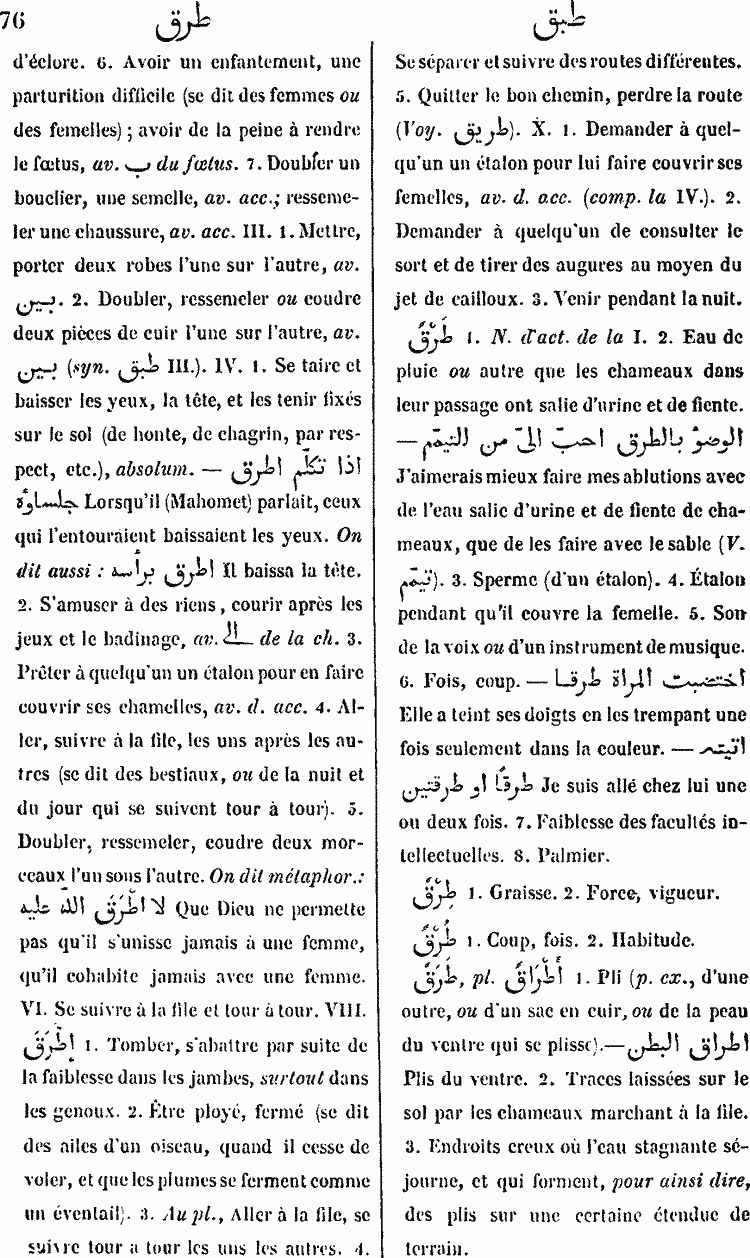 76
طرق
طبق
d'éclore. 6. Avoir un enfantement, une
parturition difficile (se dit des femmes ou
des femelles); avoir de la peine à rendre
le fœtus, av. ب du fœtus. 7. Doubler un
bouclier, une semelle, av. acc.; resseme-
ler une chaussure, av. acc. III. 1. Mettre,
porter deux robes l'une sur l'autre, av.
بين. 2. Doubler, ressemeler ou coudre
deux pièces de cuir l'une sur l'autre, av.
بين (syn. طبق III.). IV. 1. Se taire et
baisser les yeux, la tête, et les tenir fixés
sur le sol (de honte, de chagrin, par res-
pect, etc.), absolum. — اذا تكلّم اطرق
جلساوُهُ Lorsqu'il (Mahomet) parlait, ceux
qui l'entouraient baissaient les yeux. On
dit aussi : اطرق برأسه Il baissa la tête.
2. S'amuser à des riens, courir après les
jeux et le badinage, av. الـ de la ch. 3.
Prêter à quelqu'un un étalon pour en faire
couvrir ses chamelles, av. d. acc. 4. Al-
ler, suivre à la file, les uns après les au-
tres (se dit des bestiaux, ou de la nuit et
du jour qui se suivent tour à tour). 5.
Doubler, ressemeler, coudre deux mor-
ceaux l'un sous l'autre. On dit métaphor.:
لا اطْرَقَ اللّه عليه Que Dieu ne permette
pas qu'il s'unisse jamais à une femme,
qu'il cohabite jamais avec une femme.
VI. Se suivre à la file et tour à tour. VIII.
إطَّرَقَ 1. Tomber, s'abattre par suite de
la faiblesse dans les jambes, surtout dans
les genoux. 2. Être ployé, fermé (se dit
des ailes d'un oiseau, quand il cesse de
voler, et que les plumes se ferment comme
un éventail). 3. Au pl., Aller à la file, se
suivre tour à tour les uns les autres. 4.
Se séparer et suivre des routes différentes.
5. Quitter le bon chemin, perdre la route
(Voy. طريق). X. 1. Demander à quel-
qu'un un étalon pour lui faire couvrir ses
femelles, av. d. acc. (comp. la IV.). 2.
Demander à quelqu'un de consulter le
sort et de tirer des augures au moyen du
jet de cailloux. 3. Venir pendant la nuit.
طَرْقٌ 1. N. d'act. de la I. 2. Eau de
pluie ou autre que les chameaux dans
leur passage ont salie d'urine et de fiente.
— الوضوُ بالطرق احبّ الىّ من التيمّم
J'aimerais mieux faire mes ablutions avec
de l'eau salie d'urine et de fiente de cha-
meaux, que de les faire avec le sable (V.
تيمّم). 3. Sperme (d'un étalon). 4. Étalon
pendant qu'il couvre la femelle. 5. Son
de la voix ou d'un instrument de musique.
6. Fois, coup. — اختضبت المراة طرقا
Elle a teint ses doigts en les trempant une
fois seulement dans la couleur. — اتيته
طرقًا او طرقتين Je suis allé chez lui une
ou deux fois. 7. Faiblesse des facultés in-
tellectuelles. 8. Palmier.
طِرْقٌ 1. Graisse. 2. Force, vigueur.
طُرْقٌ 1. Coup, fois. 2. Habitude.
طَرَقٌ, pl. أَطْرَاقٌ 1. Pli (p. ex., d'une
outre, ou d'un sac en cuir, ou de la peau
du ventre qui se plisse).— اطراق البطن
Plis du ventre. 2. Traces laissées sur le
sol par les chameaux marchant à la file.
3. Endroits creux où l'eau stagnante sé-
journe, et qui forment, pour ainsi dire,
des plis sur une certaine étendue de
terrain.